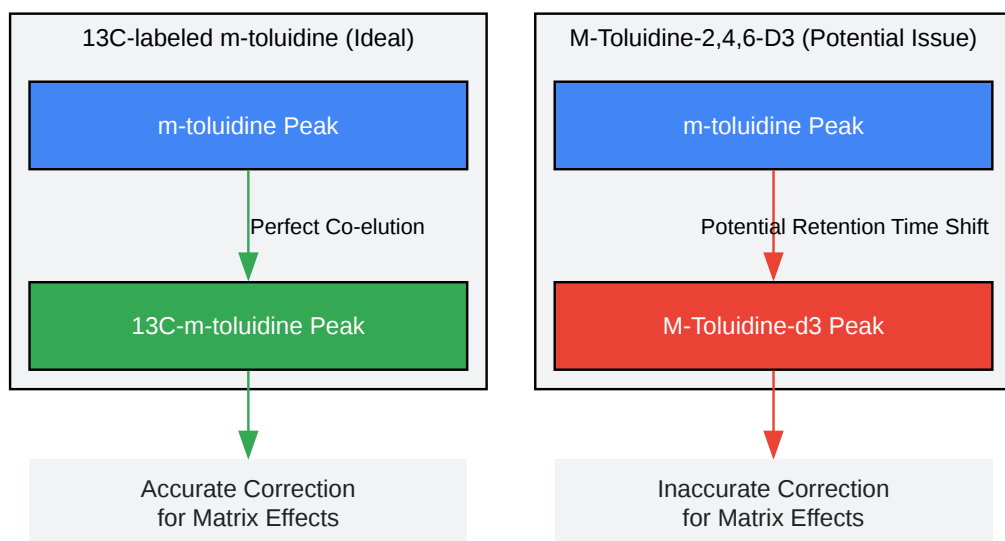 13C-labeled m-toluidine (Ideal)
m-toluidine Peak
Perfect Co-elution
13C-m-toluidine Peak
Accurate Correction
for Matrix Effects
M-Toluidine-2,4,6-D3 (Potential Issue)
m-toluidine Peak
Potential Retention Time Shift
M-Toluidine-d3 Peak
Inaccurate Correction
for Matrix Effects